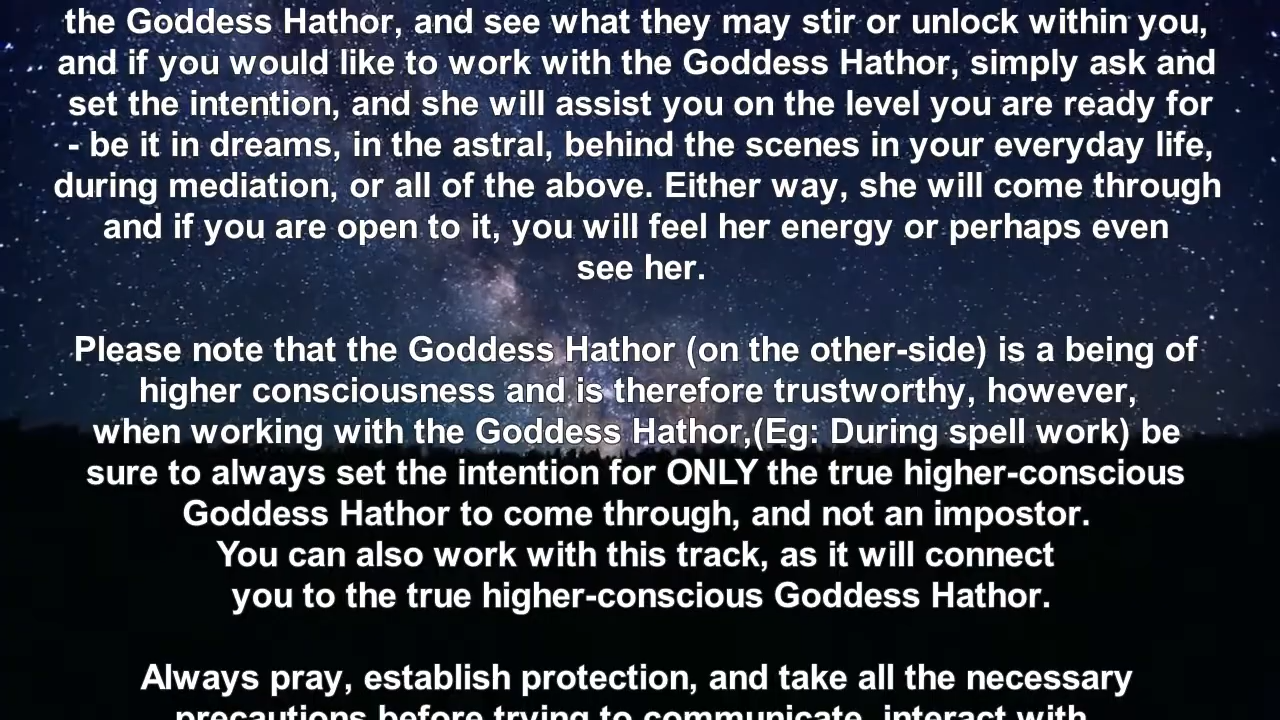 the Goddess Hathor, and see what they may stir or unlock within you,
and if you would like to work with the Goddess Hathor, simply ask and
set the intention, and she will assist you on the level you are ready for
- be it in dreams, in the astral, behind the scenes in your everyday life,
during mediation, or all of the above. Either way, she will come through
and if you are open to it, you will feel her energy or perhaps even
see her.
Please note that the Goddess Hathor (on the other-side) is a being of
higher consciousness and is therefore trustworthy, however,
when working with the Goddess Hathor,(Eg: During spell work) be
sure to always set the intention for ONLY the true higher-conscious
Goddess Hathor to come through, and not an impostor.
You can also work with this track, as it will connect
you to the true higher-conscious Goddess Hathor.
Always pray, establish protection, and take all the necessary
precautions before trying to communicate, interact with